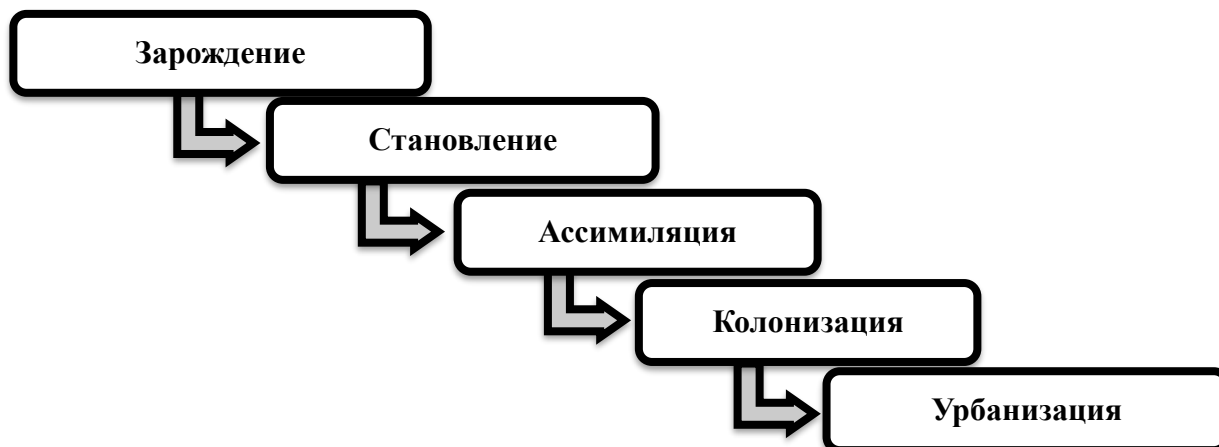 Зарождение
Становление
Ассимиляция
Колонизация
Урбанизация